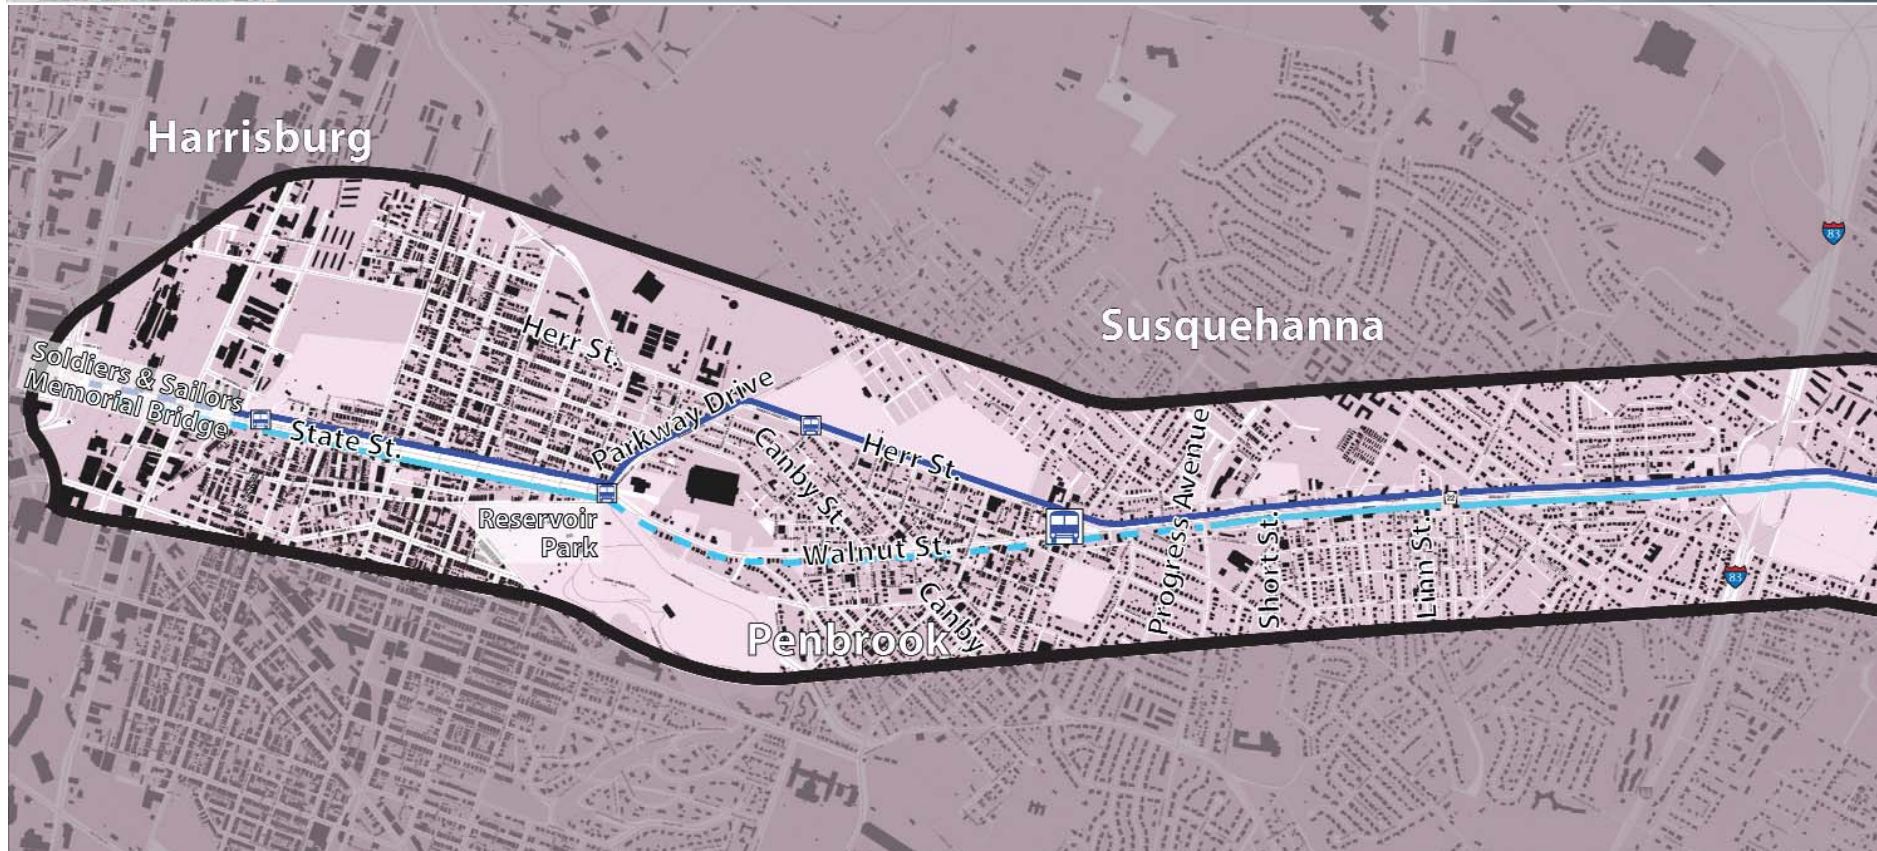 Harrisburg
83
Susquehanna
Herr St.
Soldiers & Sailors
Memorial Bridge
Parkway Drive
State St.
Canby St.
Herr St.
Progress Avenue
22
Reservoir
Park
Walnut St.
Short St.
Linn St.
83
Canby
Penbrook